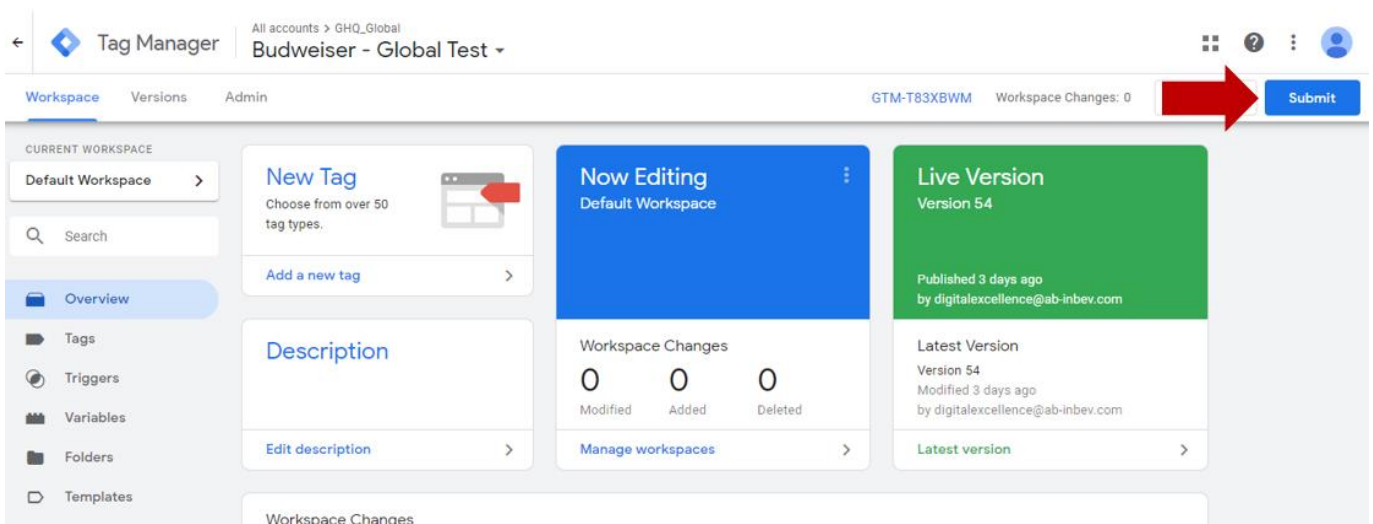 All accounts > GHQ_Global
Tag Manager
Budweiser - Global Test
Workspace
Versions
Admin
GTM-T83XBWM
Workspace Changes: 0
Submit
CURRENT WORKSPACE
Default Workspace
Search
Overview
Tags
Triggers
Variables
Folders
Templates
New Tag
Choose from over 50
tag types.
Add a new tag
Description
Edit description
Now Editing
Default Workspace
Workspace Changes
0 0 0
Modified Added Deleted
Manage workspaces
Live Version
Version 54
Published 3 days ago
by digitalexcellence@ab-inbev.com
Latest Version
Version 54
Modified 3 days ago
by digitalexcellence@ab-inbev.com
Latest version
Workspace Changes